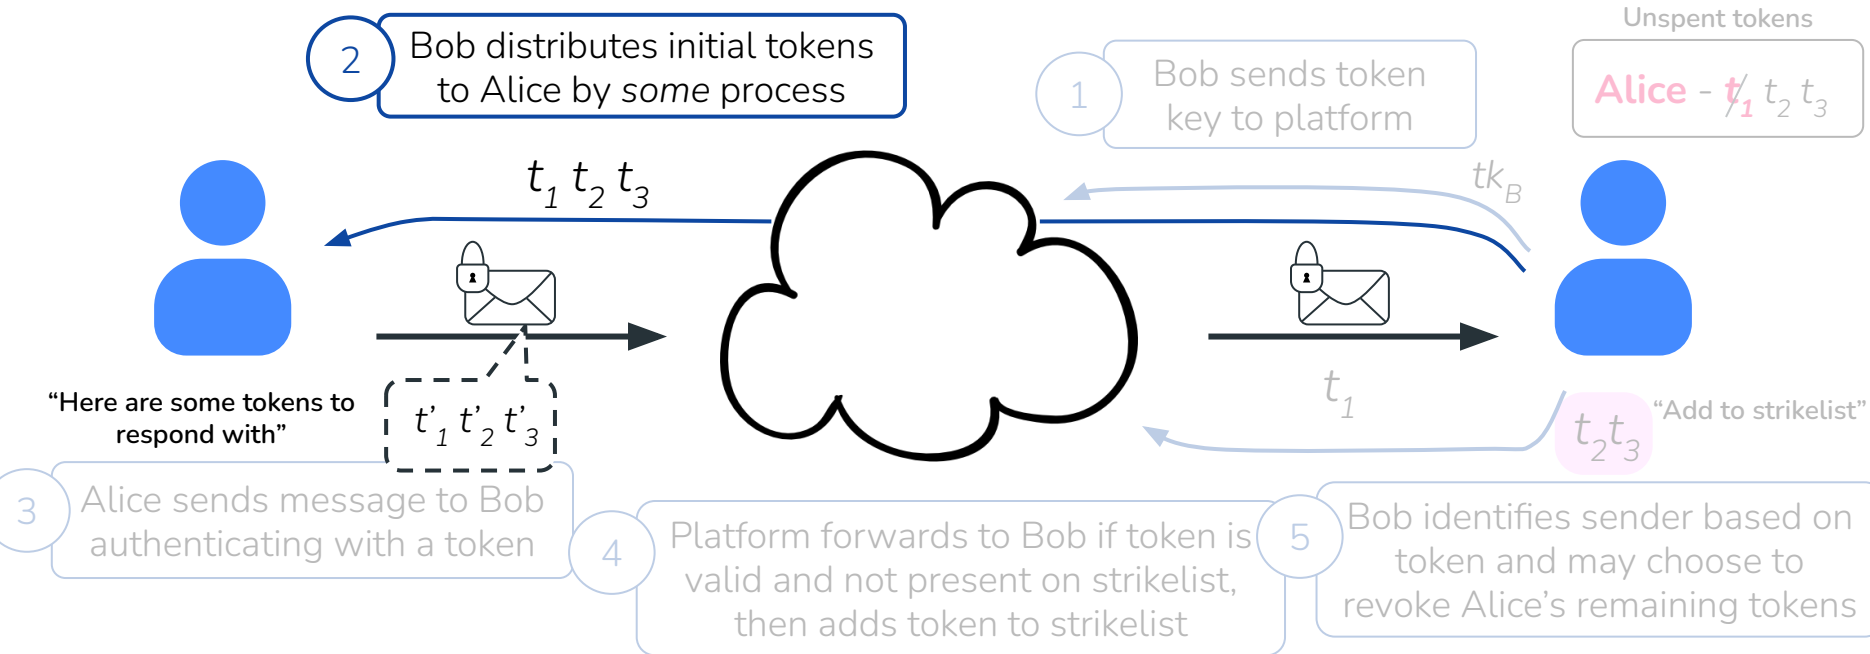 Unspent tokens
2
Bob distributes initial tokens
to Alice by some process
1
Bob sends token
key to platform
Alice - t1 t2 t3
t1 t2 t3
tkB
“Here are some tokens to
respond with”
t’1 t’2 t’3
t1
“Add to strikelist”
t2 t3
3
Alice sends message to Bob
authenticating with a token
4
Platform forwards to Bob if token is
valid and not present on strikelist,
then adds token to strikelist
5
Bob identifies sender based on
token and may choose to
revoke Alice’s remaining tokens